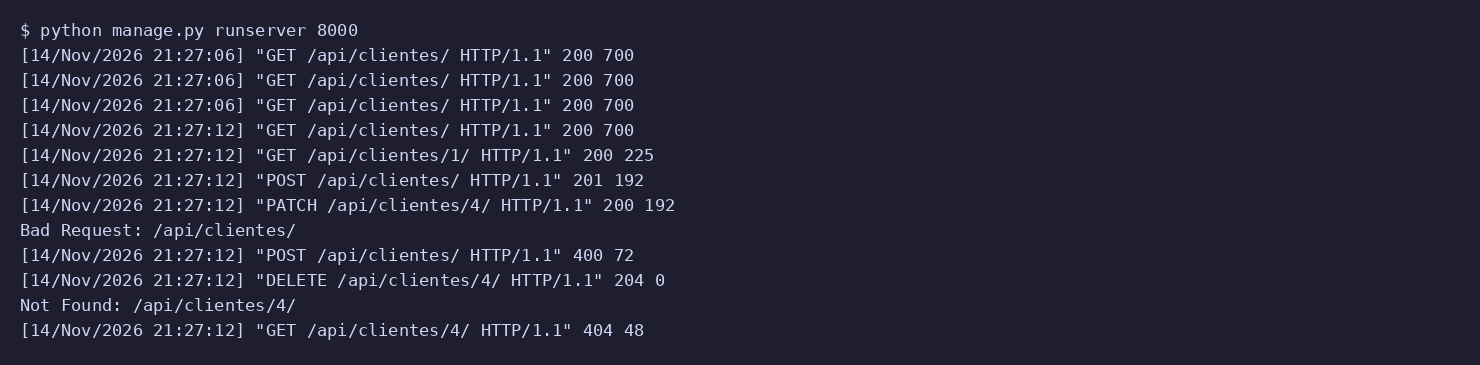 $ python manage.py runserver 8000
[14/Nov/2026 21:27:06] "GET /api/clientes/ HTTP/1.1" 200 700
[14/Nov/2026 21:27:06] "GET /api/clientes/ HTTP/1.1" 200 700
[14/Nov/2026 21:27:06] "GET /api/clientes/ HTTP/1.1" 200 700
[14/Nov/2026 21:27:12] "GET /api/clientes/ HTTP/1.1" 200 700
[14/Nov/2026 21:27:12] "GET /api/clientes/1/ HTTP/1.1" 200 225
[14/Nov/2026 21:27:12] "POST /api/clientes/ HTTP/1.1" 201 192
[14/Nov/2026 21:27:12] "PATCH /api/clientes/4/ HTTP/1.1" 200 192
Bad Request: /api/clientes/
[14/Nov/2026 21:27:12] "POST /api/clientes/ HTTP/1.1" 400 72
[14/Nov/2026 21:27:12] "DELETE /api/clientes/4/ HTTP/1.1" 204 0
Not Found: /api/clientes/4/
[14/Nov/2026 21:27:12] "GET /api/clientes/4/ HTTP/1.1" 404 48